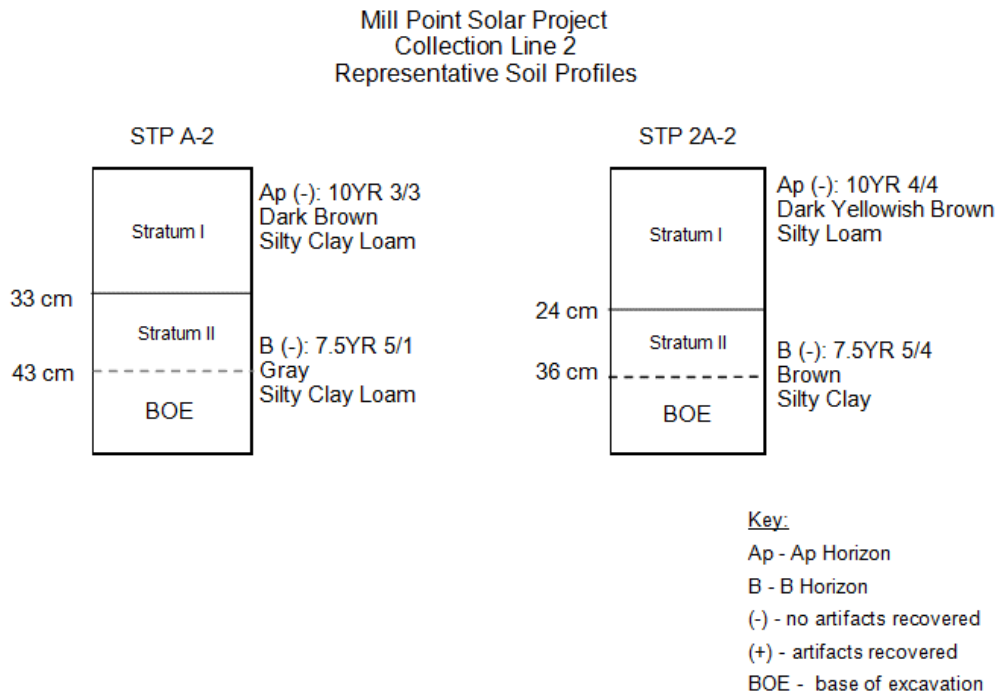 Mill Point Solar Project
Collection Line 2
Representative Soil Profiles
STP A-2
Stratum I
Ap (-): 10YR 3/3
Dark Brown
Silty Clay Loam
33 cm
Stratum II
B (-): 7.5YR 5/1
Gray
Silty Clay Loam
43 cm
BOE
STP 2A-2
Stratum I
Ap (-): 10YR 4/4
Dark Yellowish Brown
Silty Loam
24 cm
Stratum II
B (-): 7.5YR 5/4
Brown
Silty Clay
36 cm
BOE
Key:
Ap - Ap Horizon
B - B Horizon
(-) - no artifacts recovered
(+) - artifacts recovered
BOE - base of excavation